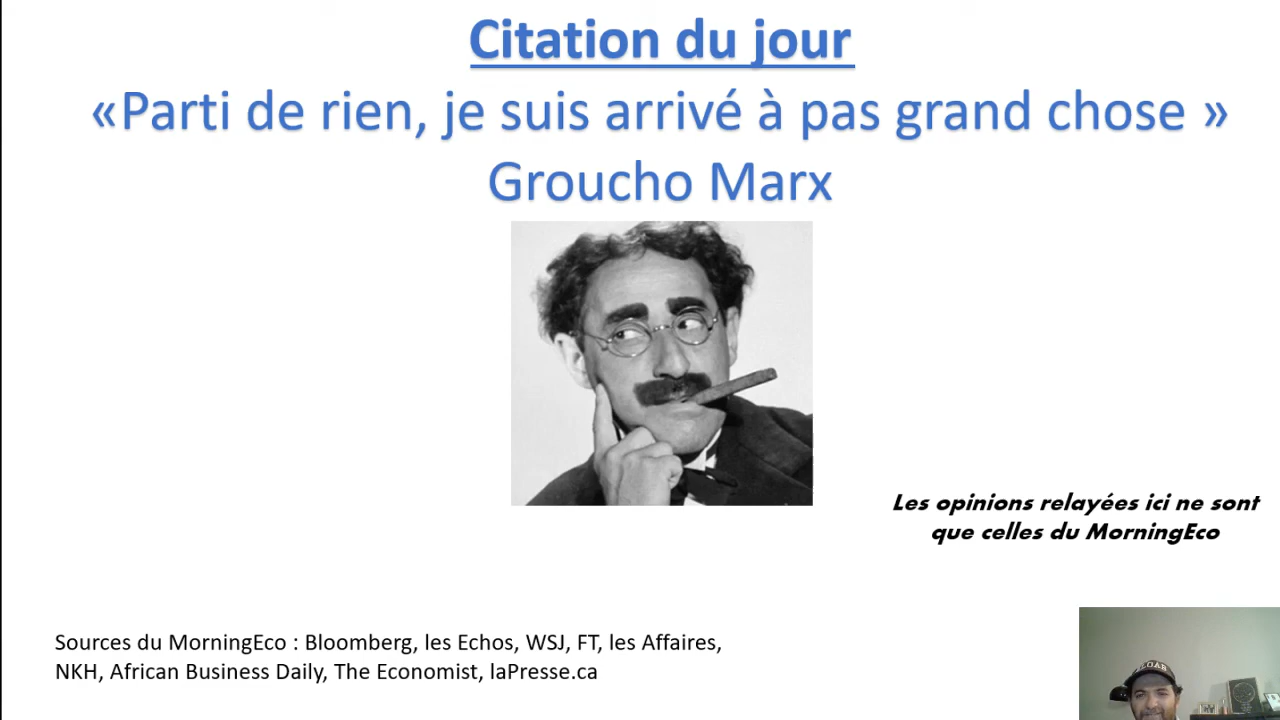 Citation du jour
«Parti de rien, je suis arrivé à pas grand chose »
Groucho Marx
Les opinions relayées ici ne sont
que celles du MorningEco
Sources du MorningEco : Bloomberg, les Echos, WSJ, FT, les Affaires,
NKH, African Business Daily, The Economist, laPresse.ca